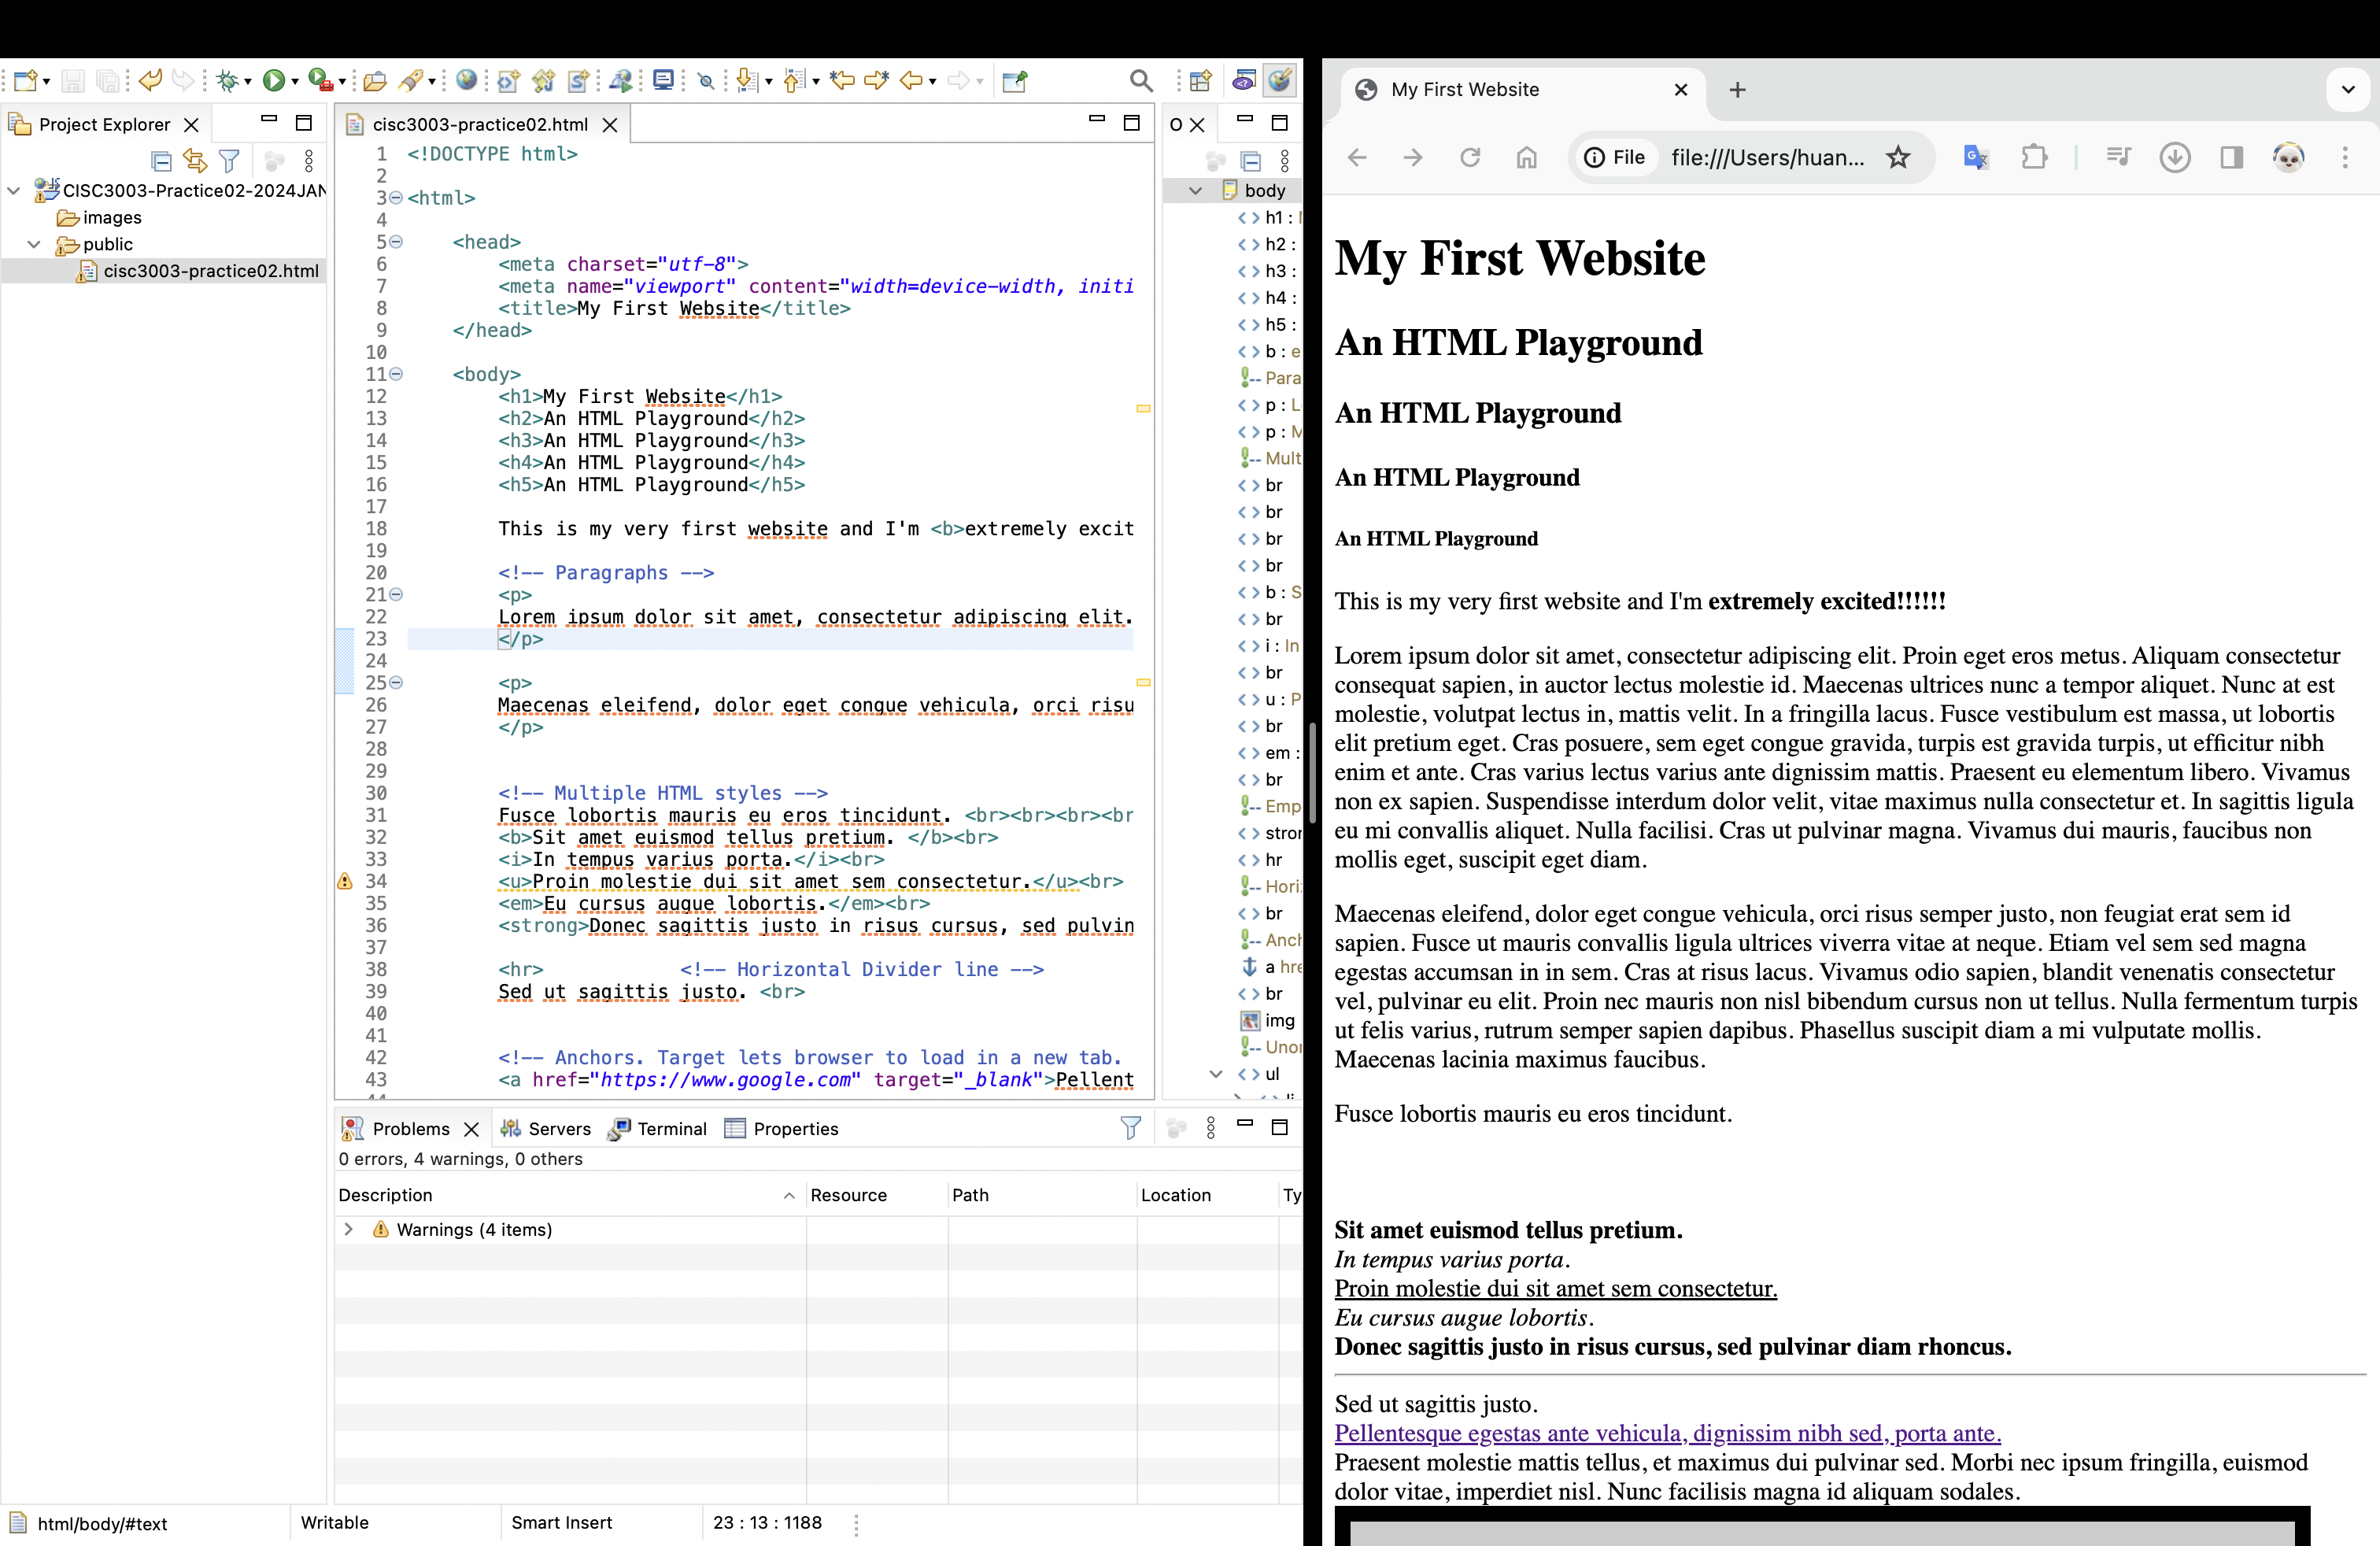 Project Explorer
CISC3003-Practice02-2024JAN
images
public
cisc3003-practice02.html
cisc3003-practice02.html
1 <!DOCTYPE html>
2
3 <html>
4
5 <head>
6 <meta charset="utf-8">
7 <meta name="viewport" content="width=device-width, initi
8 <title>My First Website</title>
9 </head>
10
11 <body>
12 <h1>My First Website</h1>
13 <h2>An HTML Playground</h2>
14 <h3>An HTML Playground</h3>
15 <h4>An HTML Playground</h4>
16 <h5>An HTML Playground</h5>
17
18 This is my very first website and I'm <b>extremely excit
19
20 <!-- Paragraphs -->
21 <p>
22 Lorem ipsum dolor sit amet, consectetur adipiscing elit.
23 </p>
24
25 <p>
26 Maecenas eleifend, dolor eget congue vehicula, orci risu
27 </p>
28
29
30 <!-- Multiple HTML styles -->
31 Fusce lobortis mauris eu eros tincidunt. <br><br><br><br
32 <b>Sit amet euismod tellus pretium. </b><br>
33 <i>In tempus varius porta.</i><br>
34 <u>Proin molestie dui sit amet sem consectetur.</u><br>
35 <em>Eu cursus augue lobortis.</em><br>
36 <strong>Donec sagittis justo in risus cursus, sed pulvin
37
38 <hr> <!-- Horizontal Divider line -->
39 Sed ut sagittis justo. <br>
40
41
42 <!-- Anchors. Target lets browser to load in a new tab.
43 <a href="https://www.google.com" target="_blank">Pellent
O
body
h1 :
h2 :
h3 :
h4 :
h5 :
b : e
Para
p : L
p : M
Mult
br
br
br
br
b : S
br
i : In
br
u : P
br
em :
br
Emp
stror
hr
Hori
br
Anch
a hre
br
img
Unor
ul
Problems Servers Terminal Properties
0 errors, 4 warnings, 0 others
Description Resource Path Location Ty
Warnings (4 items)
html/body/#text Writable Smart Insert 23 : 13 : 1188
My First Website
File file:///Users/huan...
My First Website
An HTML Playground
An HTML Playground
An HTML Playground
An HTML Playground
This is my very first website and I'm extremely excited!!!!!!
Lorem ipsum dolor sit amet, consectetur adipiscing elit. Proin eget eros metus. Aliquam consectetur
consequat sapien, in auctor lectus molestie id. Maecenas ultrices nunc a tempor aliquet. Nunc at est
molestie, volutpat lectus in, mattis velit. In a fringilla lacus. Fusce vestibulum est massa, ut lobortis
elit pretium eget. Cras posuere, sem eget congue gravida, turpis est gravida turpis, ut efficitur nibh
enim et ante. Cras varius lectus varius ante dignissim mattis. Praesent eu elementum libero. Vivamus
non ex sapien. Suspendisse interdum dolor velit, vitae maximus nulla consectetur et. In sagittis ligula
eu mi convallis aliquet. Nulla facilisi. Cras ut pulvinar magna. Vivamus dui mauris, faucibus non
mollis eget, suscipit eget diam.
Maecenas eleifend, dolor eget congue vehicula, orci risus semper justo, non feugiat erat sem id
sapien. Fusce ut mauris convallis ligula ultrices viverra vitae at neque. Etiam vel sem sed magna
egestas accumsan in in sem. Cras at risus lacus. Vivamus odio sapien, blandit venenatis consectetur
vel, pulvinar eu elit. Proin nec mauris non nisl bibendum cursus non ut tellus. Nulla fermentum turpis
ut felis varius, rutrum semper sapien dapibus. Phasellus suscipit diam a mi vulputate mollis.
Maecenas lacinia maximus faucibus.
Fusce lobortis mauris eu eros tincidunt.
Sit amet euismod tellus pretium.
In tempus varius porta.
Proin molestie dui sit amet sem consectetur.
Eu cursus augue lobortis.
Donec sagittis justo in risus cursus, sed pulvinar diam rhoncus.
Sed ut sagittis justo.
Pellentesque egestas ante vehicula, dignissim nibh sed, porta ante.
Praesent molestie mattis tellus, et maximus dui pulvinar sed. Morbi nec ipsum fringilla, euismod
dolor vitae, imperdiet nisl. Nunc facilisis magna id aliquam sodales.